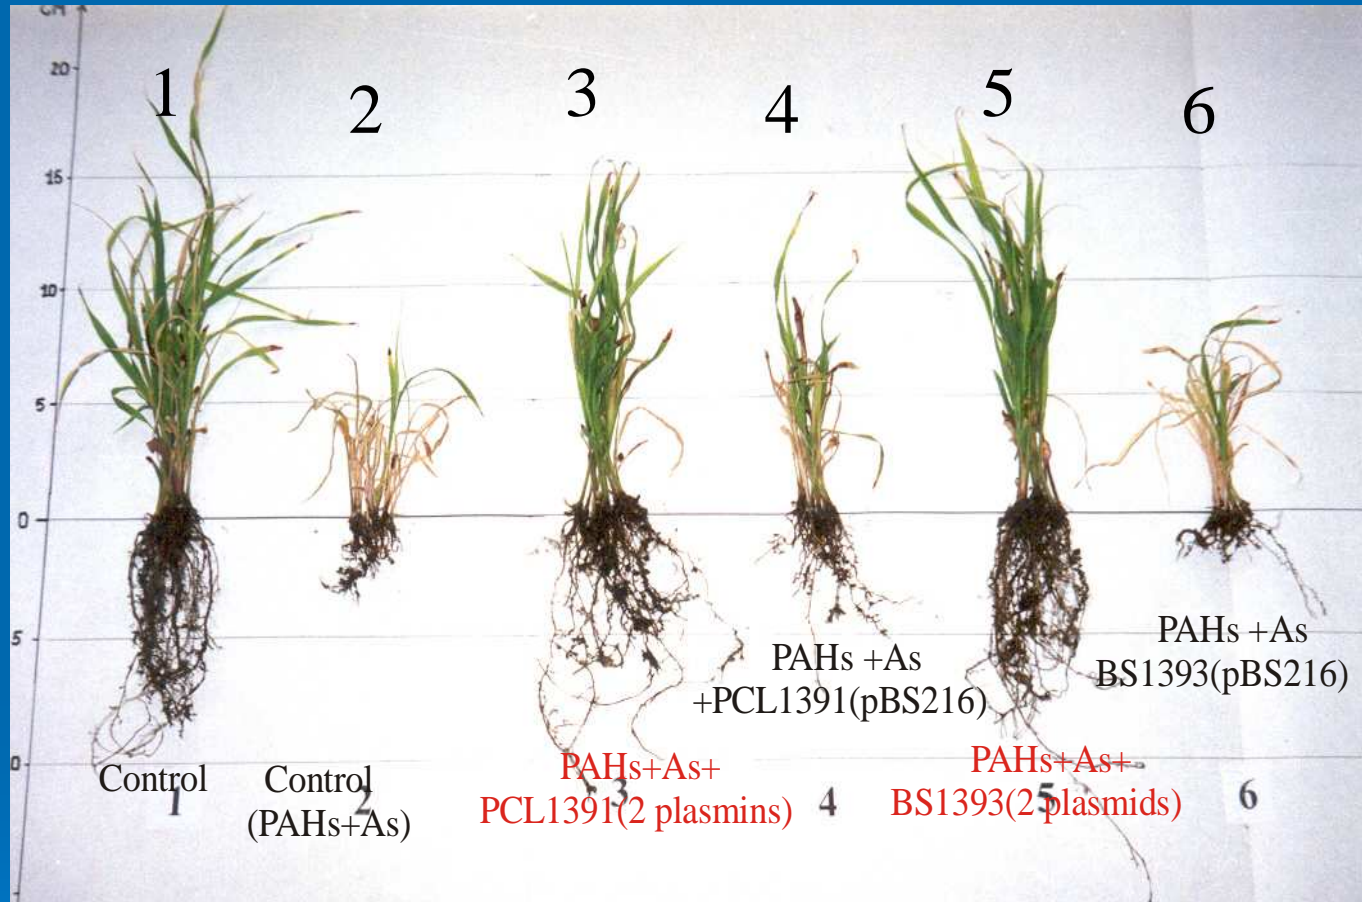 CM
20
1
2
3
4
5
6
15
10
5
0
5
0
PAHs +As
+PCL1391(pBS216)
PAHs +As
BS1393(pBS216)
Control
Control
(PAHs+As)
PAHs+As+
PCL1391(2 plasmins)
PAHs+As+
BS1393(2 plasmids)
1
2
3
4
5
6